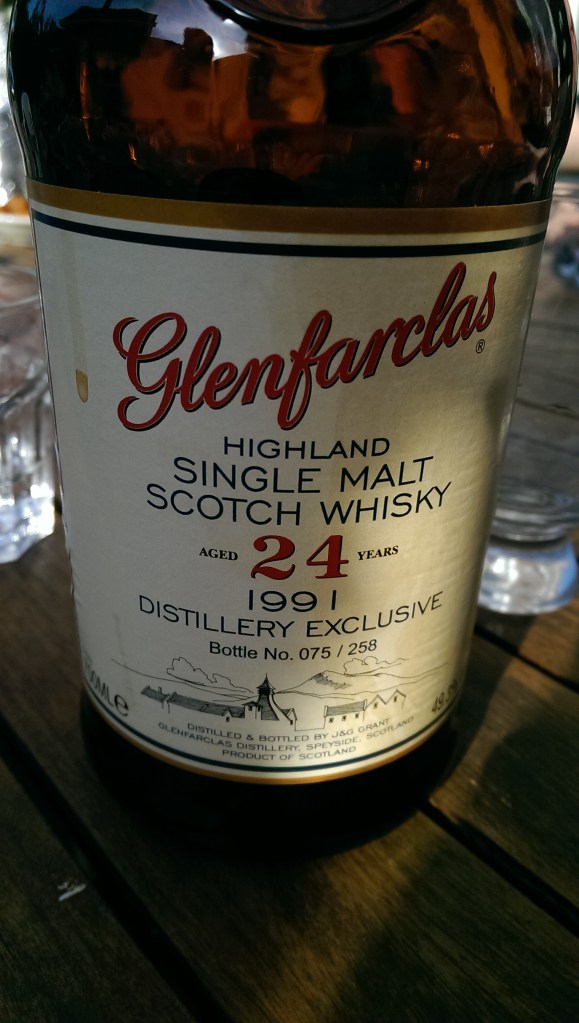 Glenfarclas
®
HIGHLAND
SINGLE MALT
SCOTCH WHISKY
AGED 24 YEARS
1991
DISTILLERY EXCLUSIVE
Bottle No. 075 / 258
DISTILLED & BOTTLED BY J&G GRANT
GLENFARCLAS DISTILLERY, SPEYSIDE, SCOTLAND
PRODUCT OF SCOTLAND